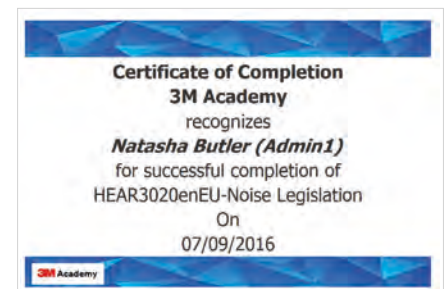 Certificate of Completion
3M Academy
recognizes
Natasha Butler (Admin1)
for successful completion of
HEAR3020enEU-Noise Legislation
On
07/09/2016
3M Academy